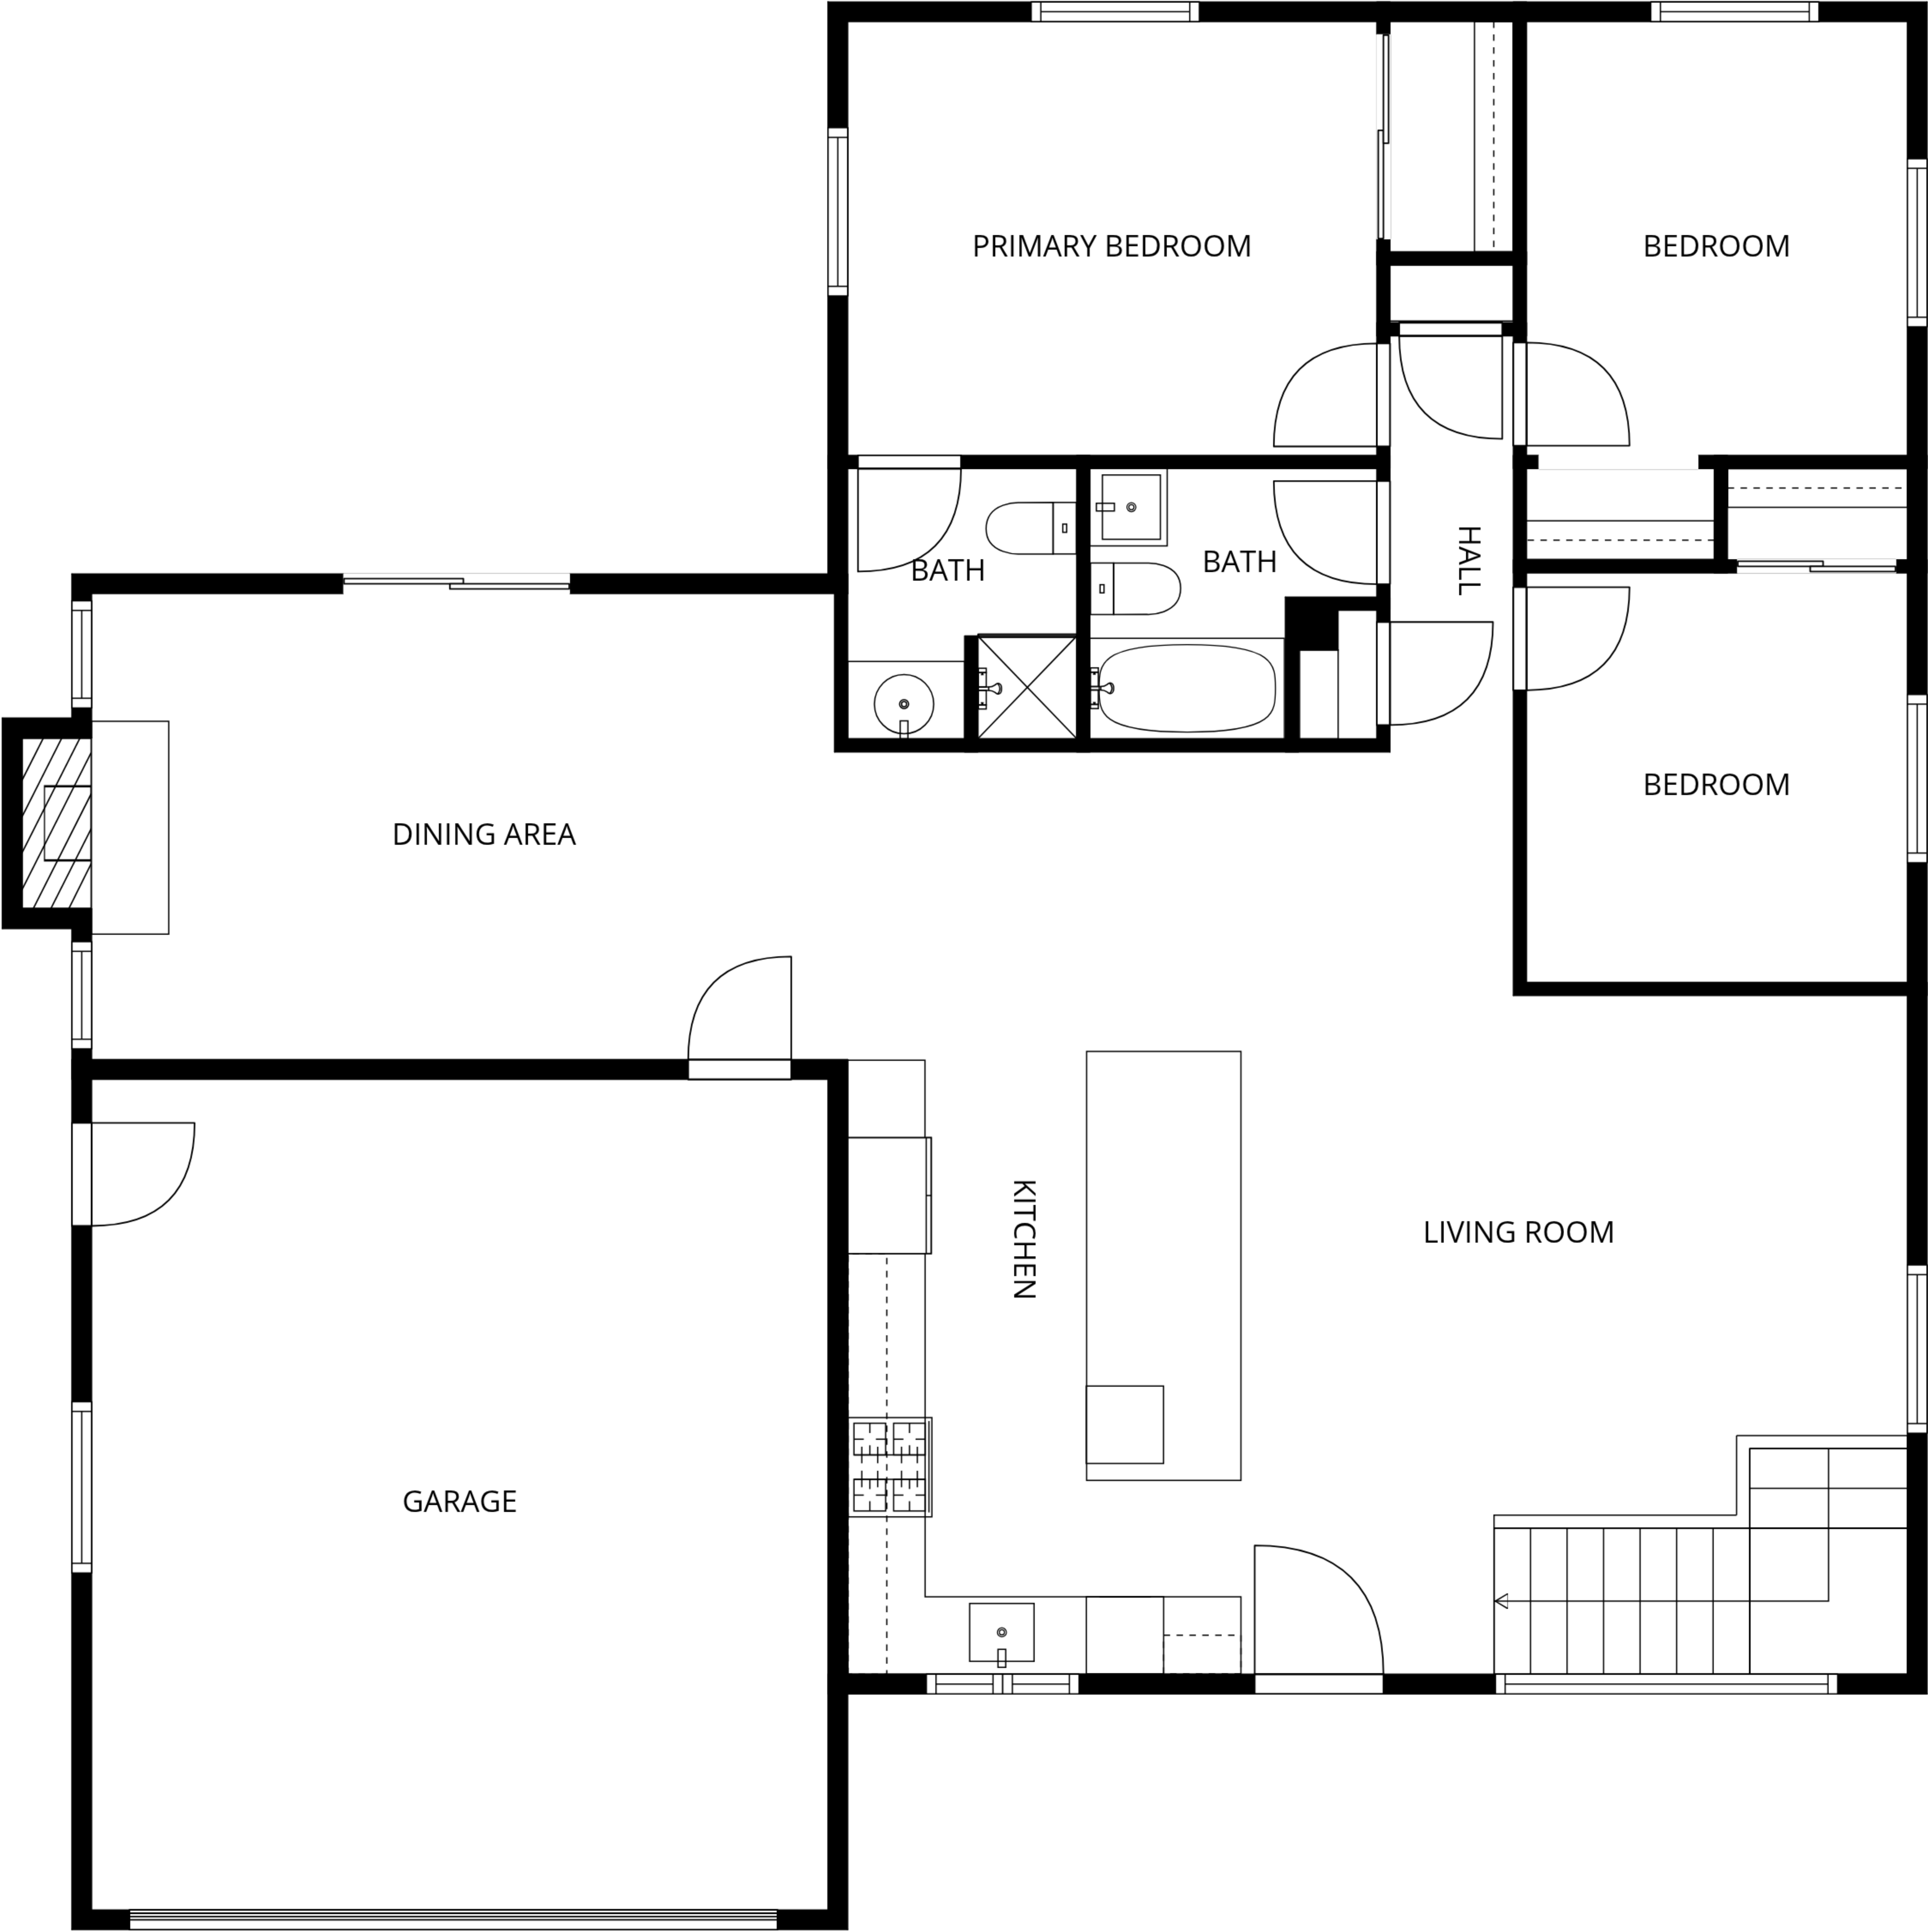 PRIMARY BEDROOM
BEDROOM
BATH
BATH
HALL
BEDROOM
DINING AREA
KITCHEN
LIVING ROOM
GARAGE